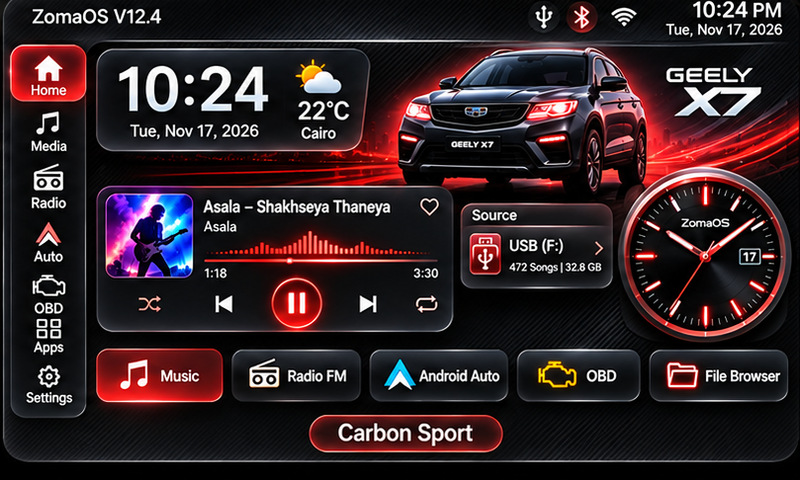 ZomaOS V12.4
10:24 PM
Tue, Nov 17, 2026
Home
Media
Radio
Auto
OBD
Apps
Settings
10:24
Tue, Nov 17, 2026
22°C
Cairo
GEELY X7
GEELY
X7
Asala – Shakhseya Thaneya
Asala
1:18
3:30
Source
USB (F:)
472 Songs | 32.8 GB
ZomaOS
17
Music
Radio FM
Android Auto
OBD
File Browser
Carbon Sport